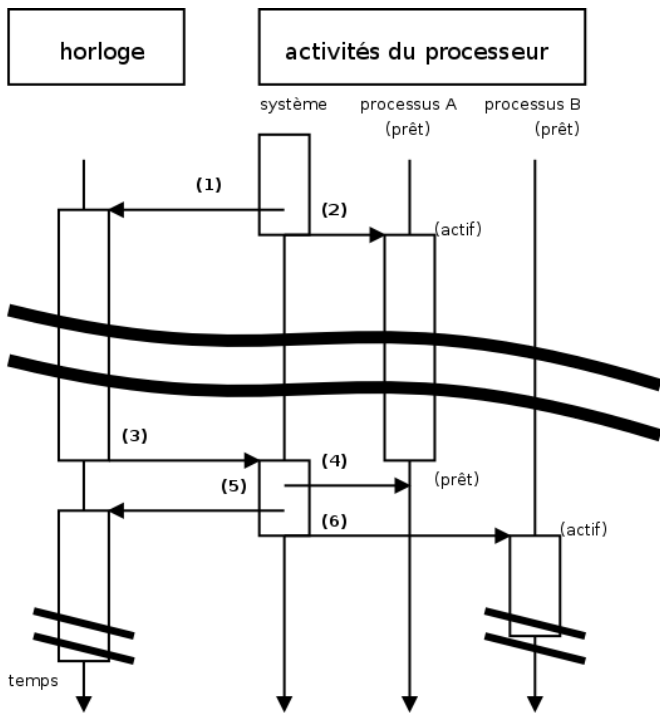 horloge
activités du processeur
système
processus A
(prêt)
processus B
(prêt)
(1)
(2)
(actif)
(3)
(4)
(prêt)
(5)
(6)
(actif)
temps